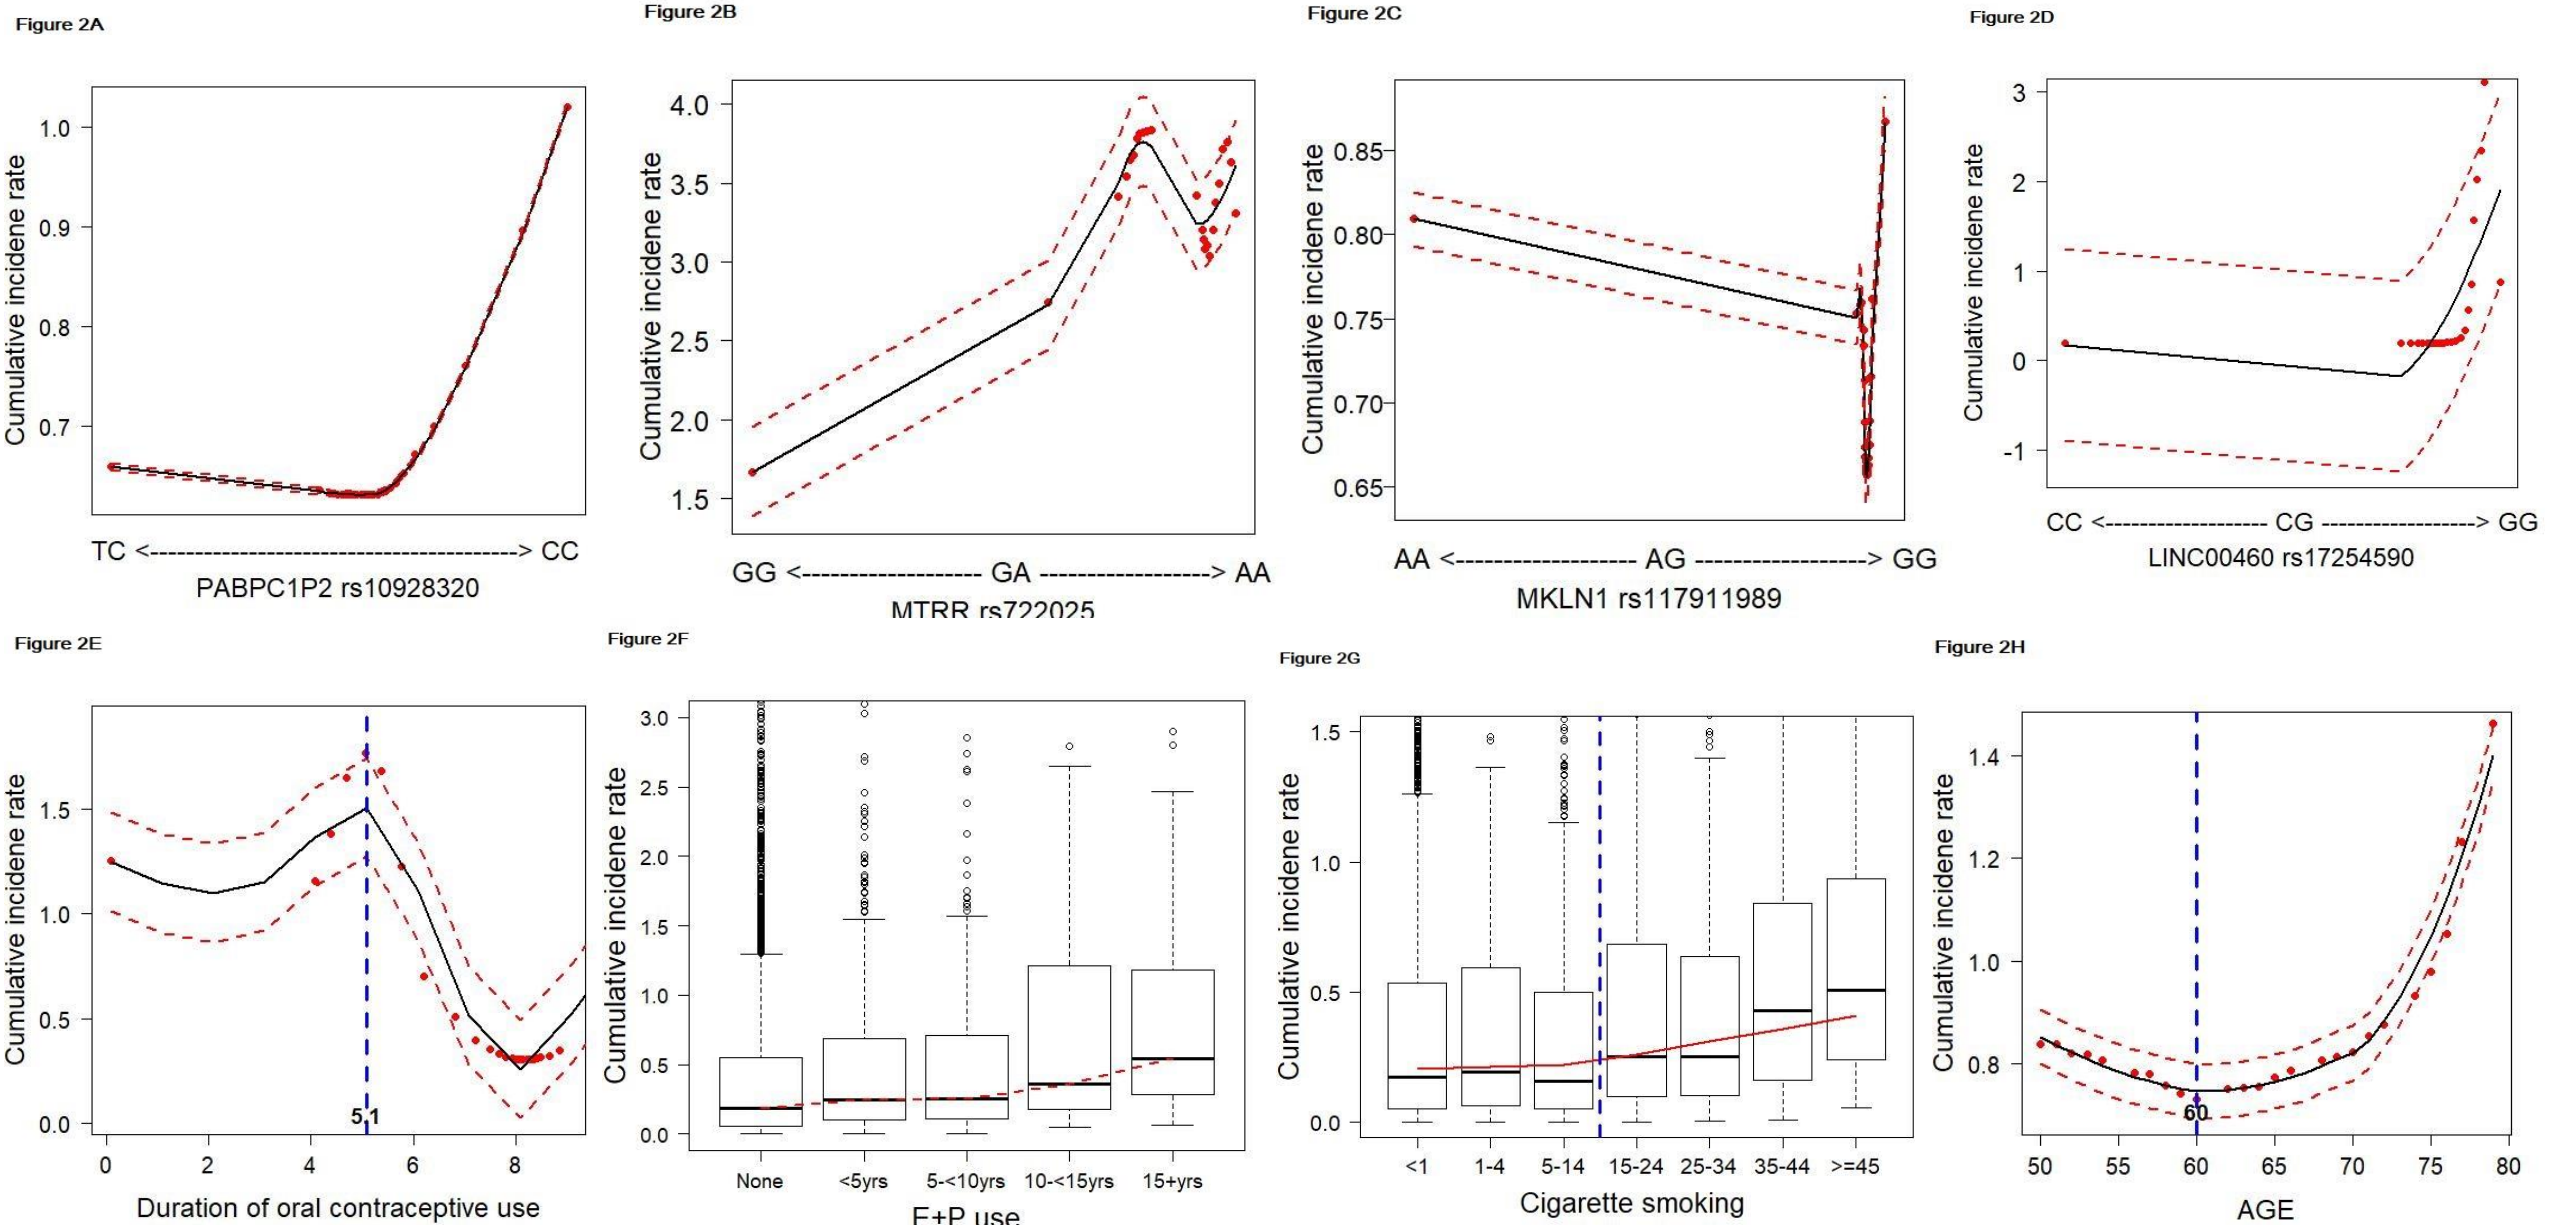 Figure 2A
Cumulative incidene rate
1.0
0.9
0.8
0.7
TC <-----------------------------------------> CC
PABPC1P2 rs10928320
Figure 2B
Cumulative incidene rate
4.0
3.5
3.0
2.5
2.0
1.5
GG <-------------------- GA -------------------> AA
MTRR rs722025
Figure 2C
Cumulative incidene rate
0.85
0.80
0.75
0.70
0.65
AA <-------------------- AG -------------------> GG
MKLN1 rs117911989
Figure 2D
Cumulative incidene rate
3
2
1
0
-1
CC <------------------ CG -----------------> GG
LINC00460 rs17254590
Figure 2E
Cumulative incidene rate
1.5
1.0
0.5
0.0
5.1
0 2 4 6 8
Duration of oral contraceptive use
Figure 2F
Cumulative incidene rate
3.0
2.5
2.0
1.5
1.0
0.5
0.0
None <5yrs 5-<10yrs 10-<15yrs 15+yrs
E+P use
Figure 2G
Cumulative incidene rate
1.5
1.0
0.5
0.0
<1 1-4 5-14 15-24 25-34 35-44 >=45
Cigarette smoking
Figure 2H
Cumulative incidene rate
1.4
1.2
1.0
0.8
60
50 55 60 65 70 75 80
AGE